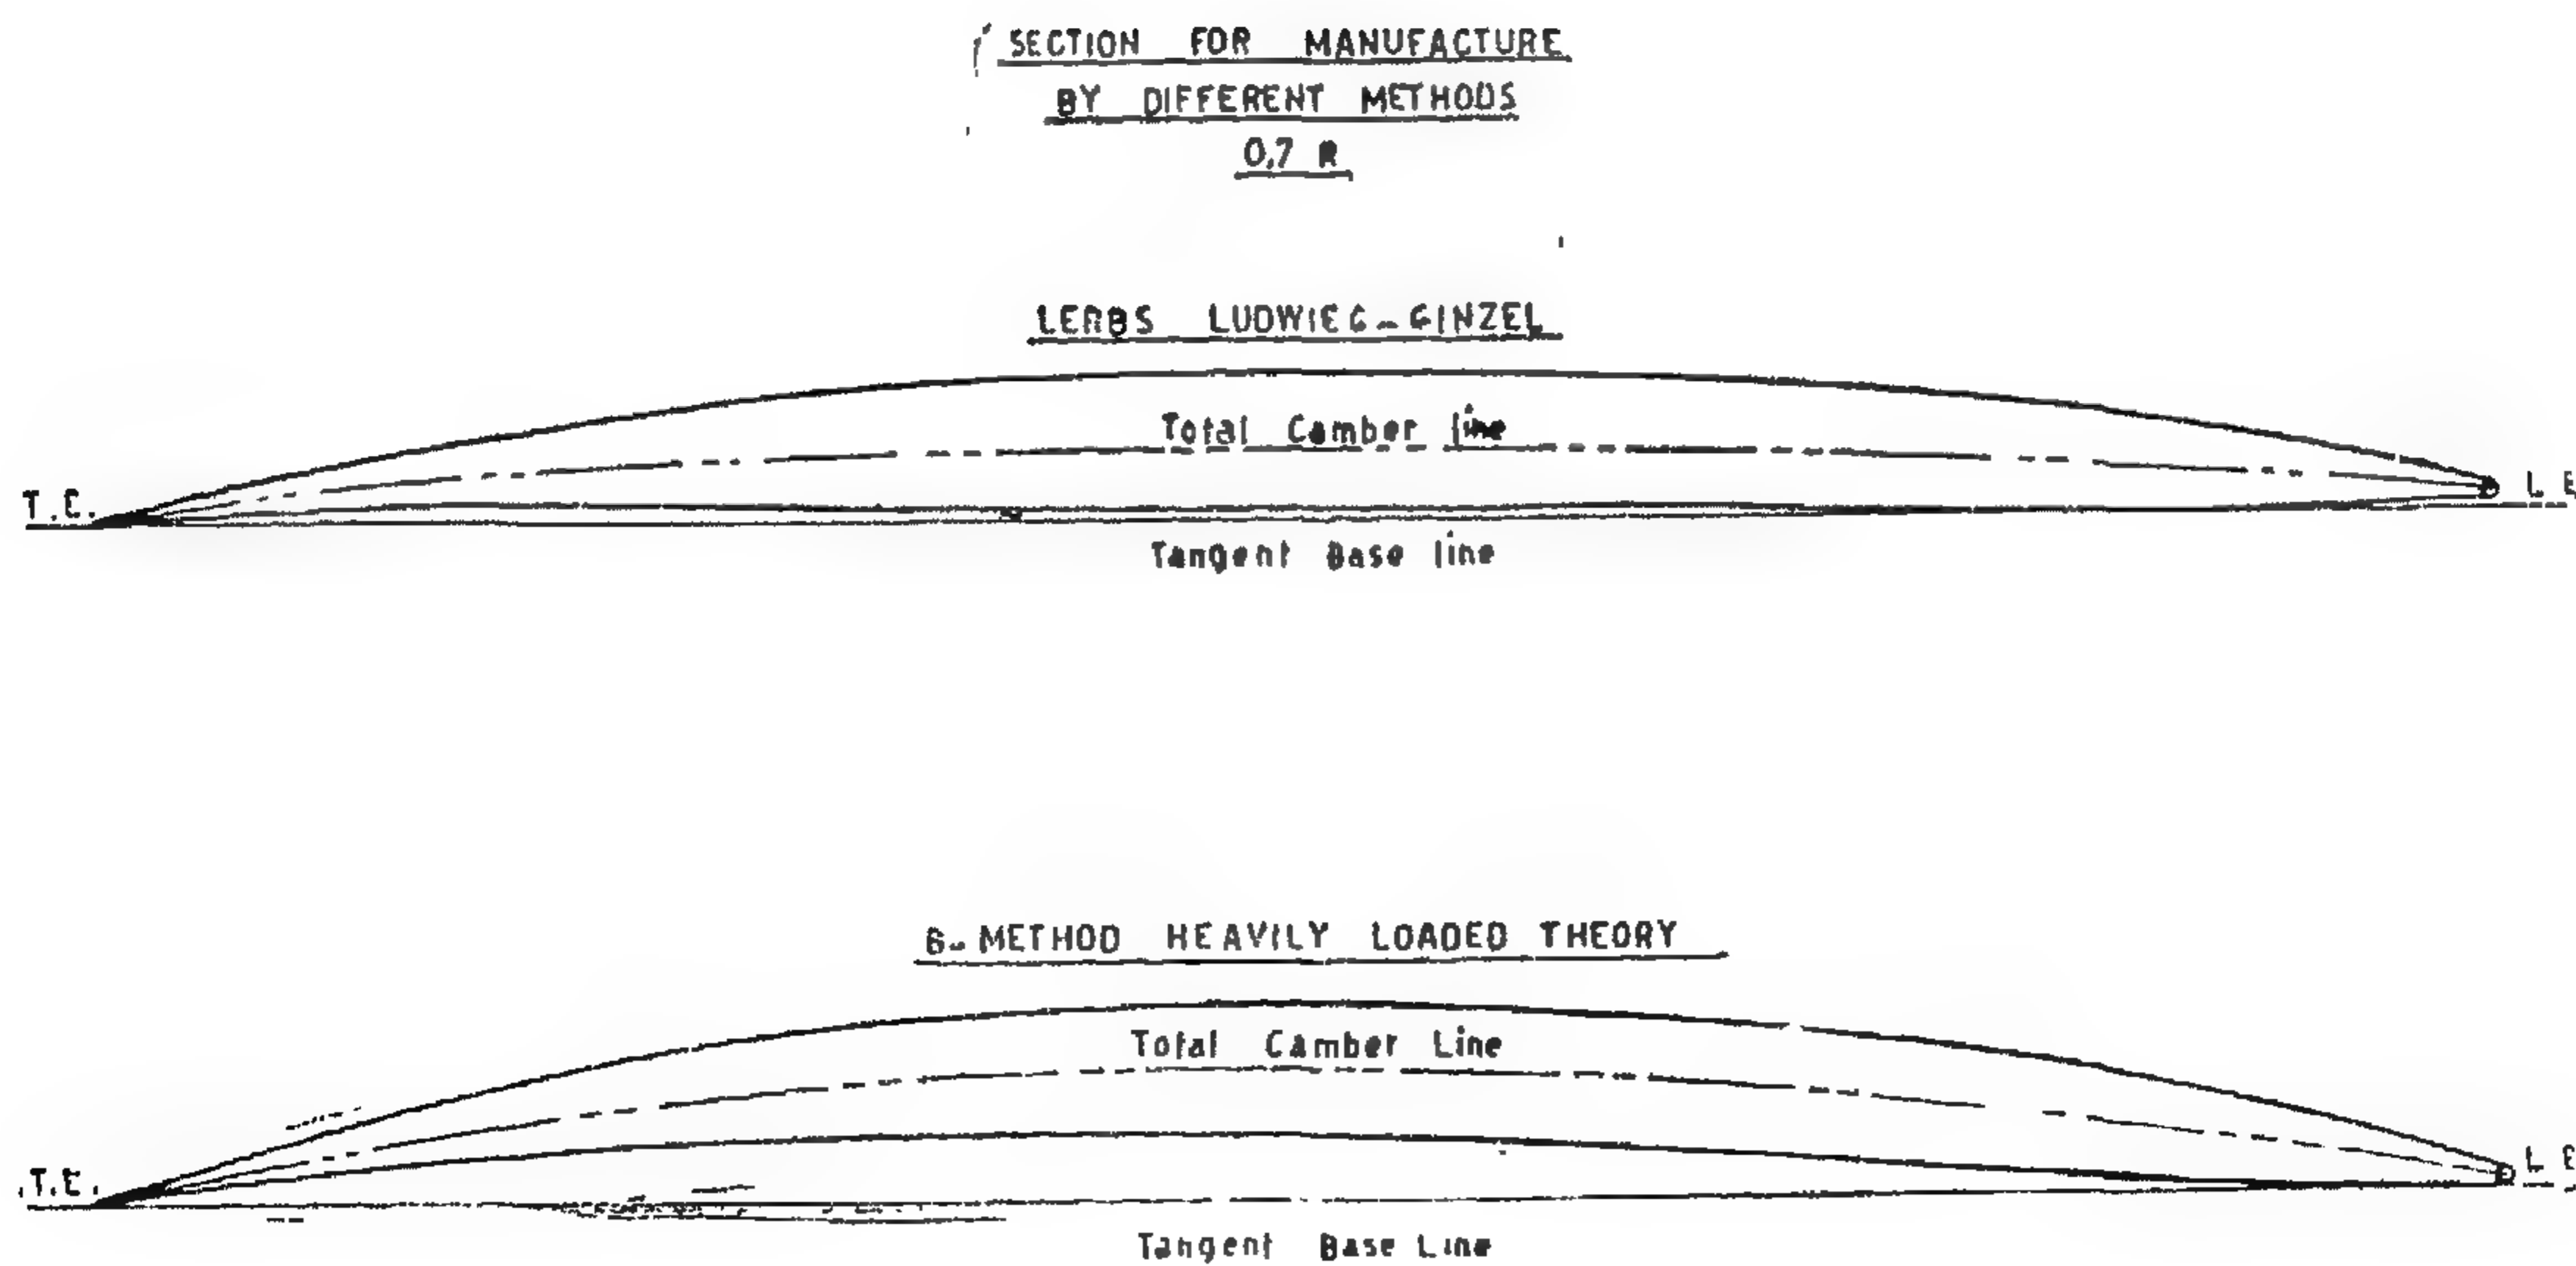 SECTION FOR MANUFACTURE
BY DIFFERENT METHODS
0,7 R
LERBS LUDWIEG-GINZEL
Total Camber line
T.E. L E
Tangent Base line
6-METHOD HEAVILY LOADED THEORY
Total Camber Line
T.E. L E
Tangent Base Line